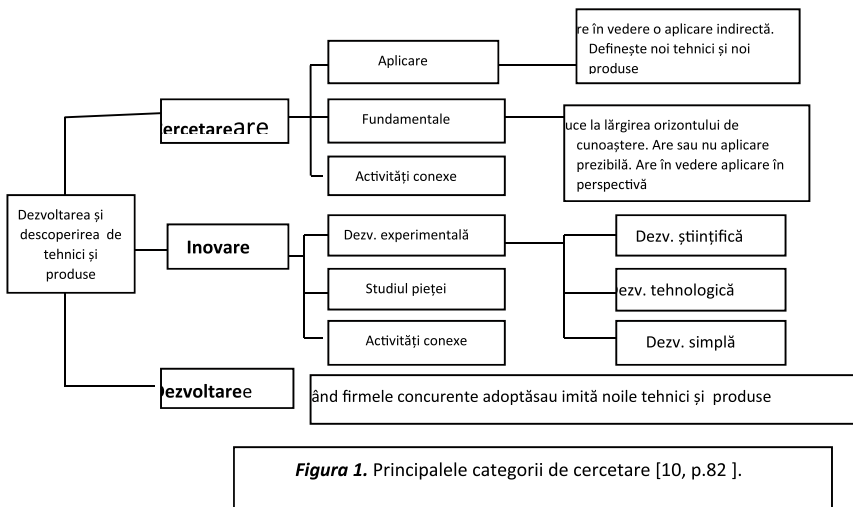 re în vedere o aplicare indirectă.
Definește noi tehnici și noi
produse
Aplicare
ercetareare
Fundamentale
uce la lărgirea orizontului de
cunoaștere. Are sau nu aplicare
prezibilă. Are în vedere aplicare în
perspectivă
Activități conexe
Dezvoltarea și
descoperirea de
tehnici și
produse
Inovare
Dezv. experimentală
Dezv. științifică
Studiul pieței
ezv. tehnologică
Activități conexe
Dezv. simplă
ezvoltaree
ând firmele concurente adoptăsau imită noile tehnici și produse
Figura 1. Principalele categorii de cercetare [10, p.82 ].